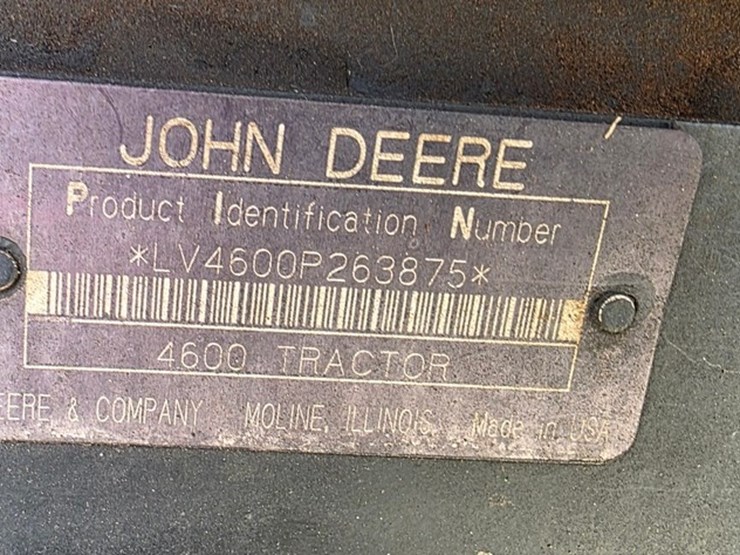 JOHN DEERE
Product Identification Number
*LV4600P263875*
4600 TRACTOR
EERE & COMPANY MOLINE, ILLINOIS Made in USA